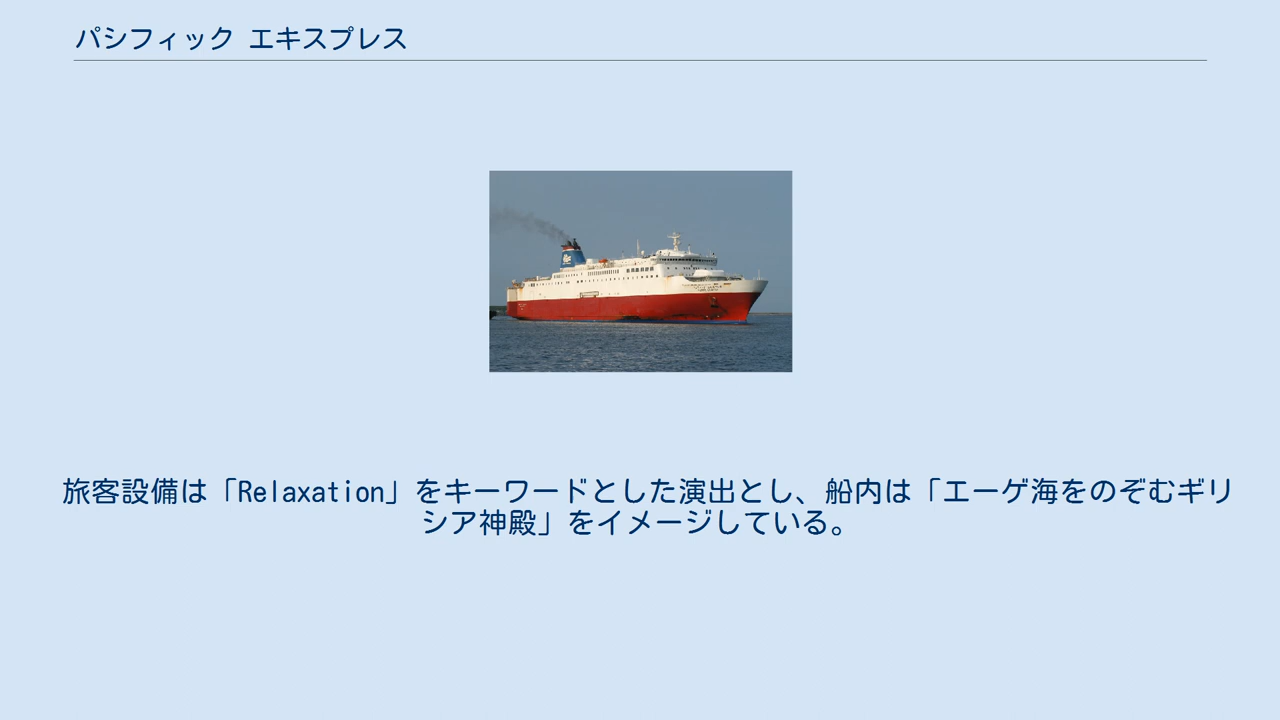 パシフィック エキスプレス
旅客設備は「Relaxation」をキーワードとした演出とし、船内は「エーゲ海をのぞむギリ
シア神殿」をイメージしている。